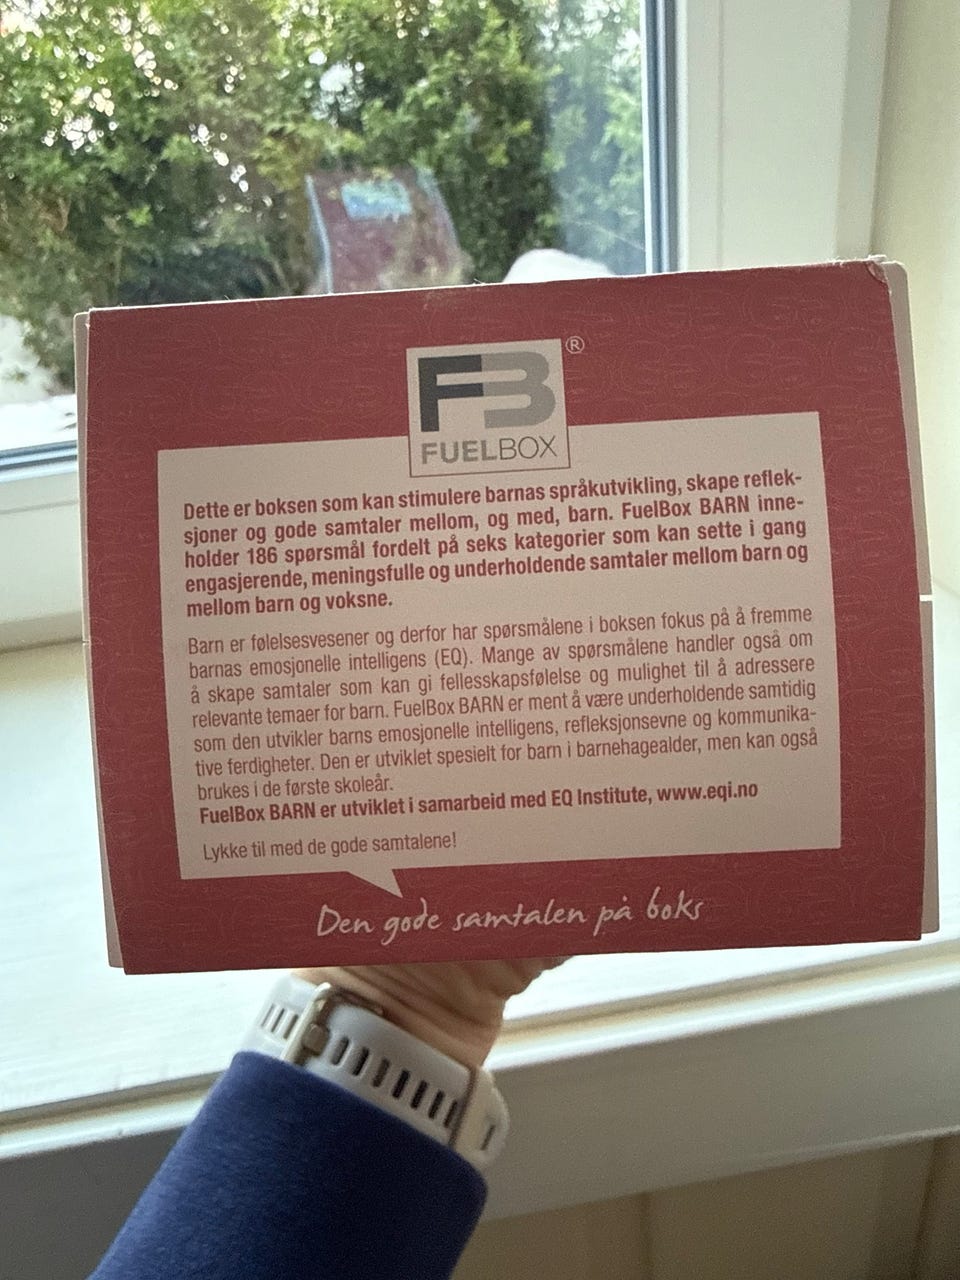 FB
®
FUELBOX
Dette er boksen som kan stimulere barnas språkutvikling, skape reflek-
sjoner og gode samtaler mellom, og med, barn. FuelBox BARN inne-
holder 186 spørsmål fordelt på seks kategorier som kan sette i gang
engasjerende, meningsfulle og underholdende samtaler mellom barn og
mellom barn og voksne.
Barn er følelsesvesener og derfor har spørsmålene i boksen fokus på å fremme
barnas emosjonelle intelligens (EQ). Mange av spørsmålene handler også om
å skape samtaler som kan gi fellesskapsfølelse og mulighet til å adressere
relevante temaer for barn. FuelBox BARN er ment å være underholdende samtidig
som den utvikler barns emosjonelle intelligens, refleksjonsevne og kommunika-
tive ferdigheter. Den er utviklet spesielt for barn i barnehagealder, men kan også
brukes i de første skoleår.
FuelBox BARN er utviklet i samarbeid med EQ Institute, www.eqi.no
Lykke til med de gode samtalene!
Den gode samtalen på boks